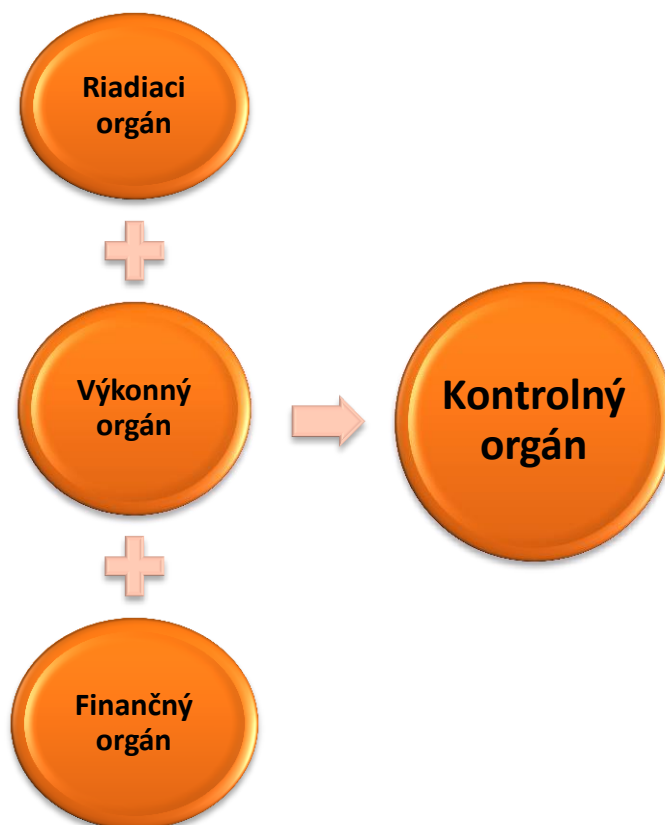 Riadiaci
orgán
Výkonný
orgán
Kontrolný
orgán
Finančný
orgán